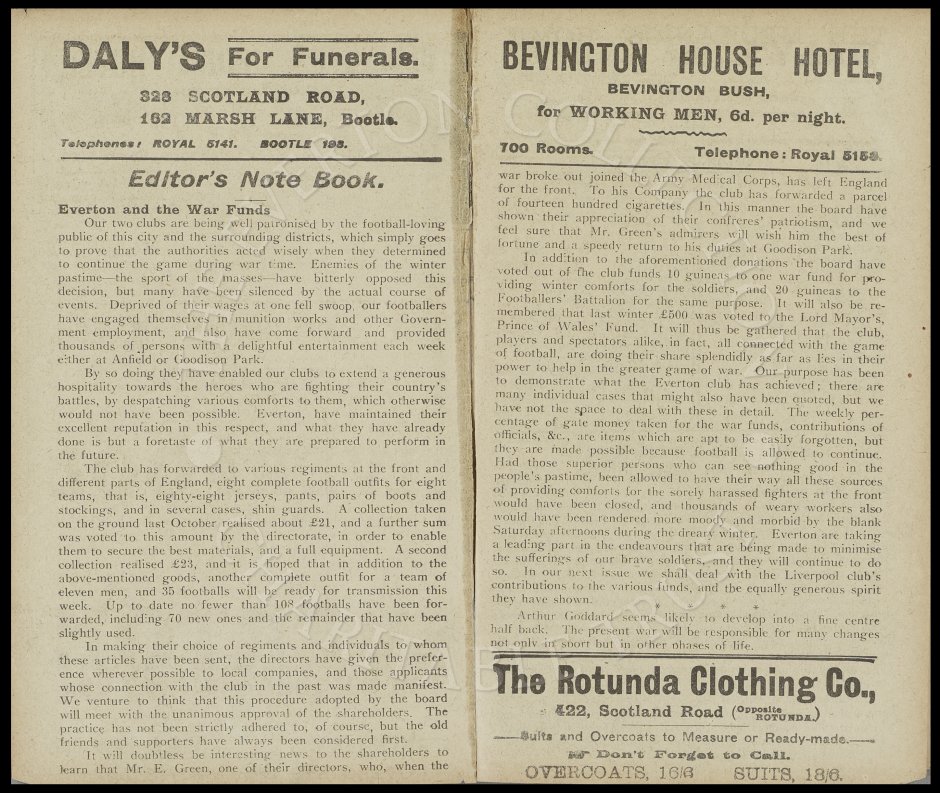 DALY'S For Funerals.
328 SCOTLAND ROAD,
162 MARSH LANE, Bootle.
Telephones: ROYAL 5141. BOOTLE 198.
Editor's Note Book.
Everton and the War Funds
Our two clubs are being well patronised by the football-loving
public of this city and the surrounding districts, which simply goes
to prove that the authorities acted wisely when they determined
to continue the game during war time. Enemies of the winter
pastime—the sport of the masses—have bitterly opposed this
decision, but many have been silenced by the actual course of
events. Deprived of their wages at one fell swoop, our footballers
have engaged themselves in munition works and other Govern-
ment employment, and also have come forward and provided
thousands of persons with a delightful entertainment each week
either at Anfield or Goodison Park.
By so doing they have enabled our clubs to extend a generous
hospitality towards the heroes who are fighting their country's
battles, by despatching various comforts to them, which otherwise
would not have been possible. Everton, have maintained their
excellent reputation in this respect, and what they have already
done is but a foretaste of what they are prepared to perform in
the future.
The club has forwarded to various regiments at the front and
different parts of England, eight complete football outfits for eight
teams, that is, eighty-eight jerseys, pants, pairs of boots and
stockings, and in several cases, shin guards. A collection taken
on the ground last October realised about £21, and a further sum
was voted to this amount by the directorate, in order to enable
them to secure the best materials, and a full equipment. A second
collection realised £23, and it is hoped that in addition to the
above-mentioned goods, another complete outfit for a team of
eleven men, and 35 footballs will be ready for transmission this
week. Up to date no fewer than 108 footballs have been for-
warded, including 70 new ones and the remainder that have been
slightly used.
In making their choice of regiments and individuals to whom
these articles have been sent, the directors have given the prefer-
ence wherever possible to local companies, and those applicants
whose connection with the club in the past was made manifest.
We venture to think that this procedure adopted by the board
will meet with the unanimous approval of the shareholders. The
practice has not been strictly adhered to, of course, but the old
friends and supporters have always been considered first.
It will doubtless be interesting news to the shareholders to
learn that Mr. E. Green, one of their directors, who, when the
BEVINGTON HOUSE HOTEL,
BEVINGTON BUSH,
for WORKING MEN, 6d. per night.
700 Rooms. Telephone: Royal 5153.
war broke out joined the Army Medical Corps, has left England
for the front. To his Company the club has forwarded a parcel
of fourteen hundred cigarettes. In this manner the board have
shown their appreciation of their confreres' patriotism, and we
feel sure that Mr. Green's admirers will wish him the best of
fortune and a speedy return to his duties at Goodison Park.
In addition to the aforementioned donations the board have
voted out of the club funds 10 guineas to one war fund for pro-
viding winter comforts for the soldiers, and 20 guineas to the
Footballers' Battalion for the same purpose. It will also be re-
membered that last winter £500 was voted to the Lord Mayor's,
Prince of Wales' Fund. It will thus be gathered that the club,
players and spectators alike, in fact, all connected with the game
of football, are doing their share splendidly as far as lies in their
power to help in the greater game of war. Our purpose has been
to demonstrate what the Everton club has achieved; there are
many individual cases that might also have been quoted, but we
have not the space to deal with these in detail. The weekly per-
centage of gate money taken for the war funds, contributions of
officials, &c., are items which are apt to be easily forgotten, but
they are made possible because football is allowed to continue.
Had those superior persons who can see nothing good in the
people's pastime, been allowed to have their way all these sources
of providing comforts for the sorely harassed fighters at the front
would have been closed, and thousands of weary workers also
would have been rendered more moody and morbid by the blank
Saturday afternoons during the dreary winter. Everton are taking
a leading part in the endeavours that are being made to minimise
the sufferings of our brave soldiers, and they will continue to do
so. In our next issue we shall deal with the Liverpool club's
contributions to the various funds, and the equally generous spirit
they have shown.
* * * *
Arthur Goddard seems likely to develop into a fine centre
half back. The present war will be responsible for many changes
not only in sport but in other phases of life.
The Rotunda Clothing Co.,
422, Scotland Road (Opposite ROTUNDA.)
Suits and Overcoats to Measure or Ready-made.
☞ Don't Forget to Call.
OVERCOATS, 16/6 SUITS, 18/6.